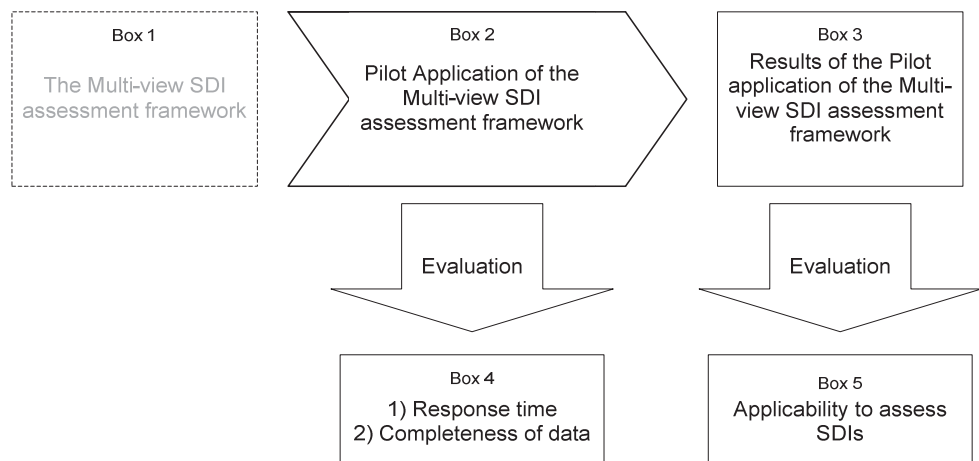 Box 1
The Multi-view SDI
assessment framework
Box 2
Pilot Application of the
Multi-view SDI
assessment framework
Box 3
Results of the Pilot
application of the Multi-
view SDI assessment
framework
Evaluation
Evaluation
Box 4
1) Response time
2) Completeness of data
Box 5
Applicability to assess
SDIs